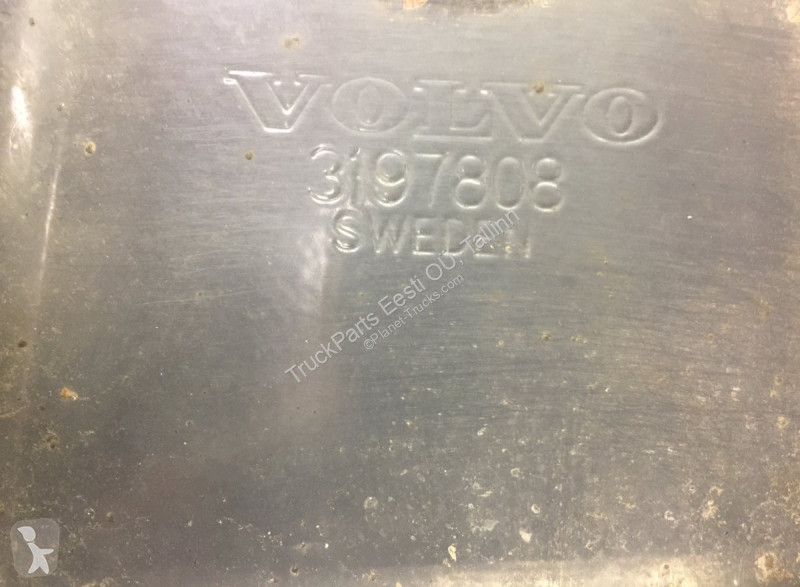 VOLVO
3197808
SWEDEN
TruckParts Eesti OÜ, Tallinn
©Planet-Trucks.com